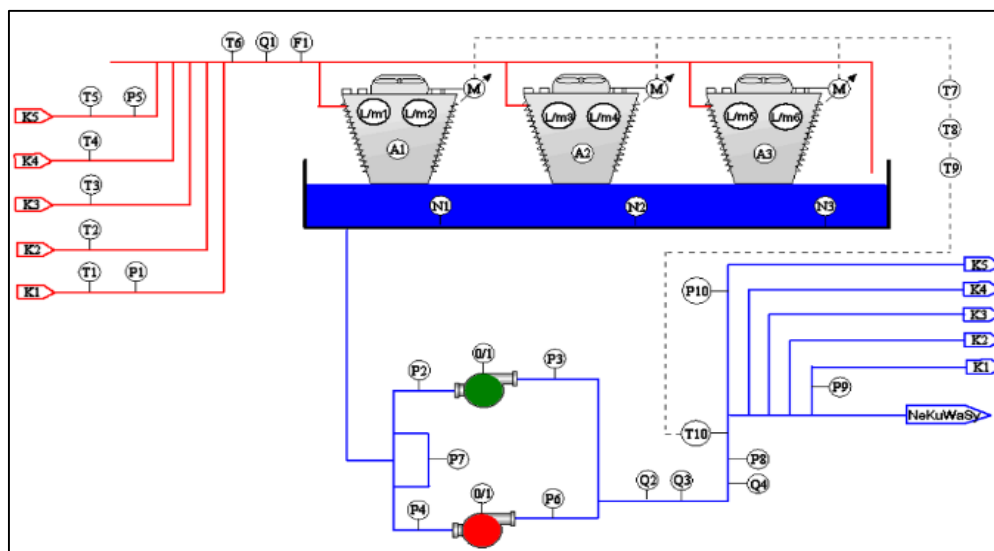 T6 Q1 F1
T5 P5
K5
M M M
T7
L/m1 L/m2 L/m3 L/m4 L/m5 L/m6
T4
K4
T8
A1 A2 A3
T3
K3
T9
N1 N2 N3
T2
K2
T1 P1
K1
K5
P10
K4
K3
K2
0/1
P2 P3
K1
P9
NeKuWaSy
T10
P7
P8
Q2 Q3 Q4
0/1
P4 P6